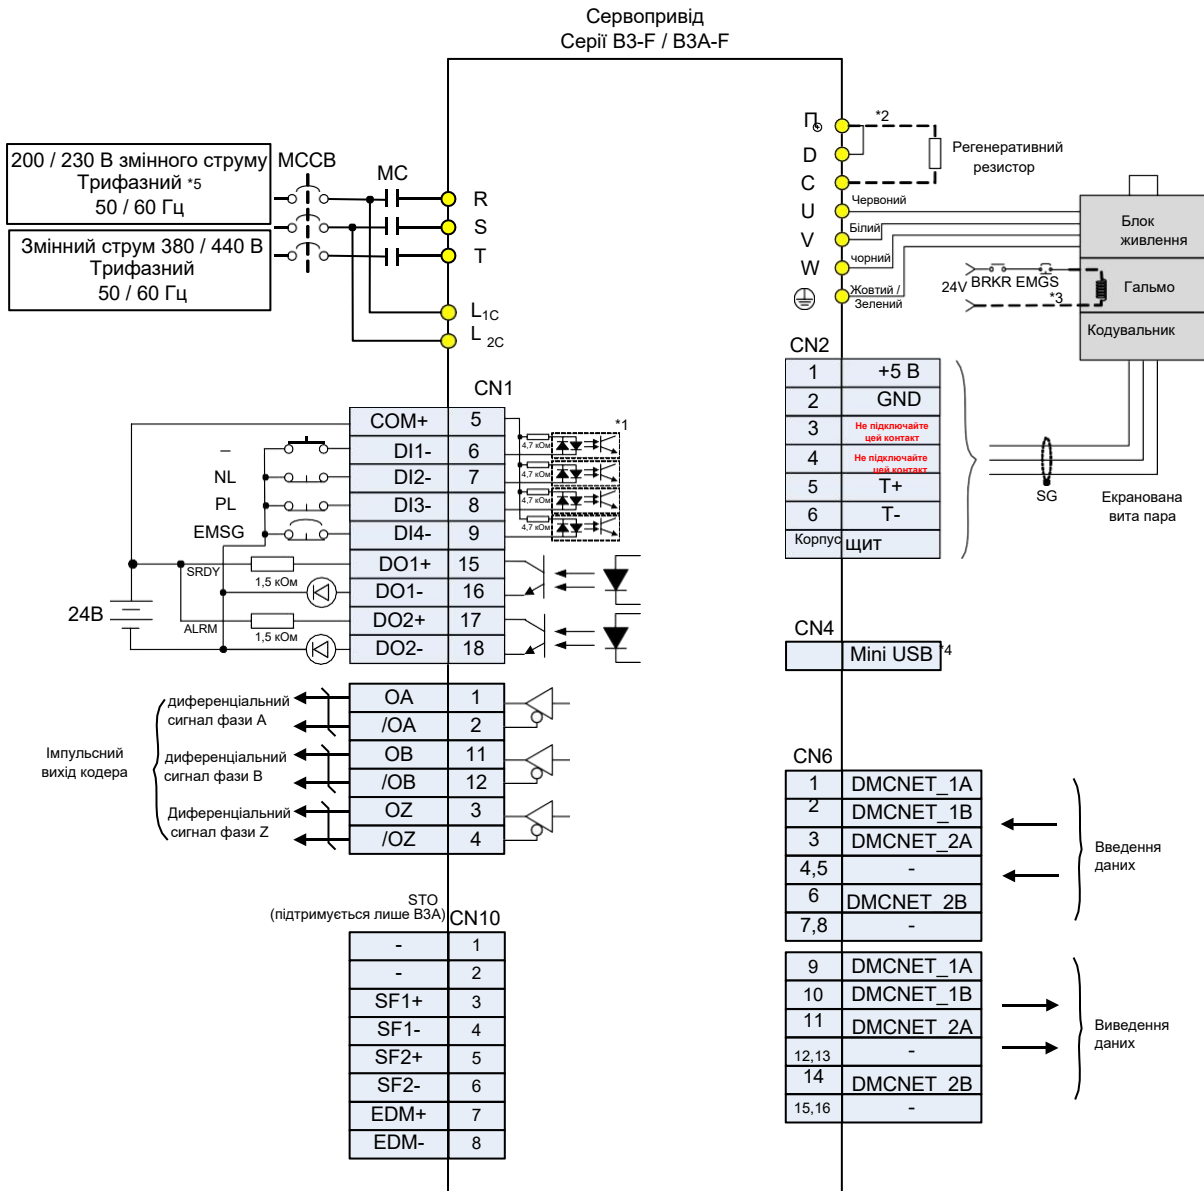 Сервопривід
Серії B3-F / B3A-F
200 / 230 В змінного струму
Трифазний *5
50 / 60 Гц
Змінний струм 380 / 440 В
Трифазний
50 / 60 Гц
MCCB
MC
R
S
T
L1C
L 2C
П
D
C
U
V
W
*2
Регенеративний
резистор
Червоний
Білий
чорний
Жовтий /
Зелений
24V
BRKR
EMGS
*3
Блок
живлення
Гальмо
Кодувальник
CN1
COM+ 5
– DI1- 6
NL DI2- 7
PL DI3- 8
EMSG DI4- 9
SRDY 1,5 кОм DO1+ 15
DO1- 16
ALRM 1,5 кОм DO2+ 17
DO2- 18
24В
*1
4,7 кОм
4,7 кОм
4,7 кОм
4,7 кОм
CN2
1 +5 В
2 GND
3 Не підключайте
цей контакт
4 Не підключайте
цей контакт
5 T+
6 T-
Корпус щит
SG
Екранована
вита пара
CN4
Mini USB *4
Імпульсний
вихід кодера
диференціальний
сигнал фази A
диференціальний
сигнал фази B
Диференціальний
сигнал фази Z
OA 1
/OA 2
OB 11
/OB 12
OZ 3
/OZ 4
CN6
1 DMCNET_1A
2 DMCNET_1B
3 DMCNET_2A
4,5 -
6 DMCNET_2B
7,8 -
Введення
даних
9 DMCNET_1A
10 DMCNET_1B
11 DMCNET_2A
12,13 -
14 DMCNET_2B
15,16 -
Виведення
даних
STO
(підтримується лише B3A)
CN10
- 1
- 2
SF1+ 3
SF1- 4
SF2+ 5
SF2- 6
EDM+ 7
EDM- 8